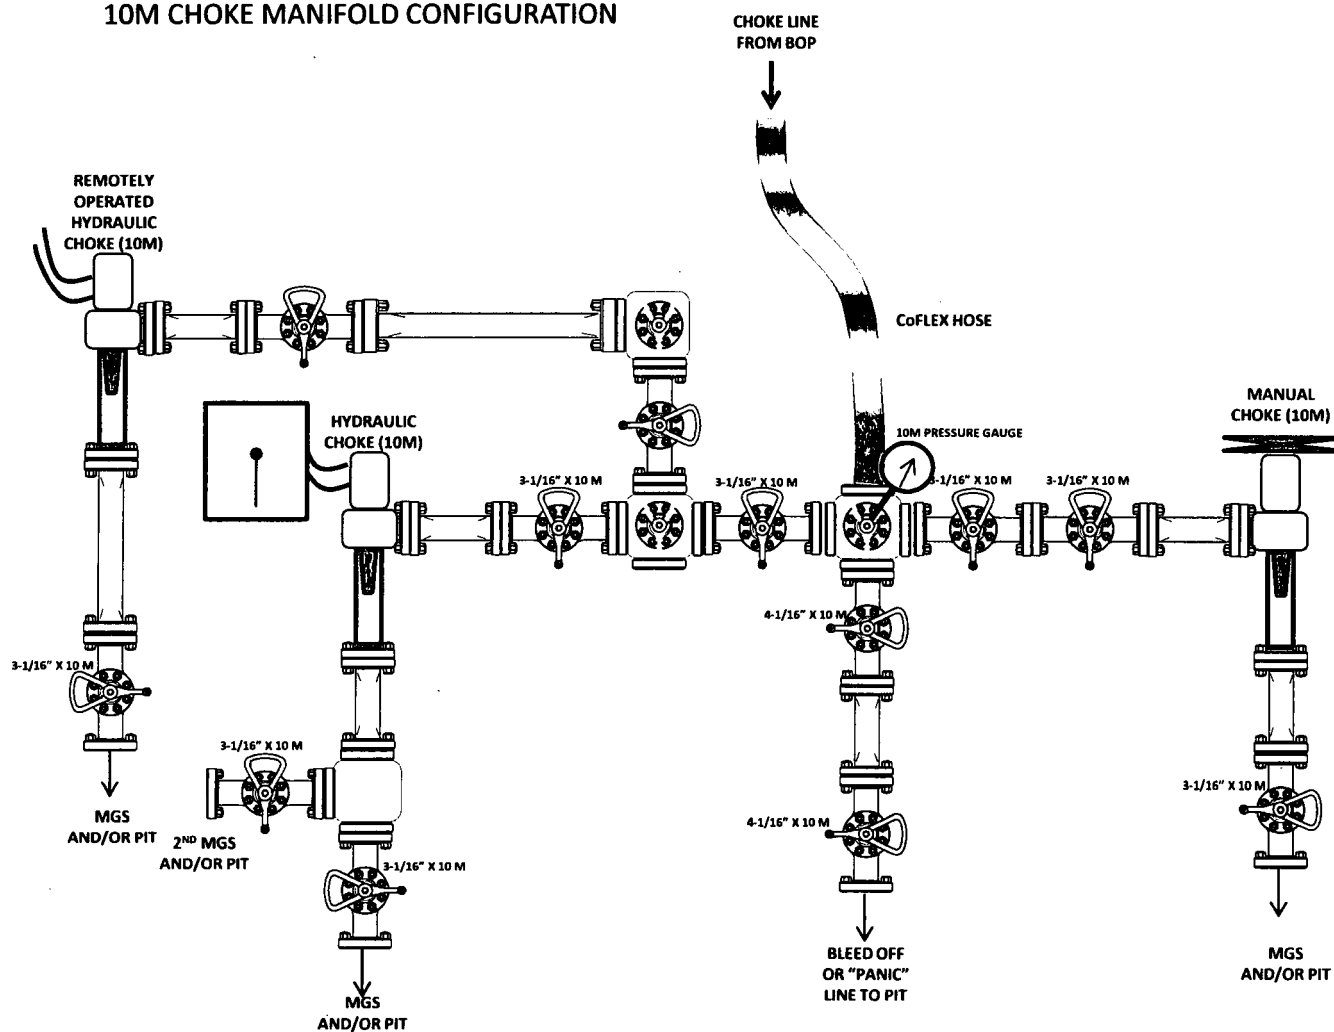 10M CHOKE MANIFOLD CONFIGURATION
CHOKE LINE
FROM BOP
REMOTELY
OPERATED
HYDRAULIC
CHOKE (10M)
CoFLEX HOSE
MANUAL
CHOKE (10M)
HYDRAULIC
CHOKE (10M)
10M PRESSURE GAUGE
3-1/16" X 10 M
3-1/16" X 10 M
3-1/16" X 10 M
3-1/16" X 10 M
4-1/16" X 10 M
3-1/16" X 10 M
3-1/16" X 10 M
3-1/16" X 10 M
4-1/16" X 10 M
MGS
AND/OR PIT
2ND MGS
AND/OR PIT
3-1/16" X 10 M
BLEED OFF
OR "PANIC"
LINE TO PIT
MGS
AND/OR PIT
MGS
AND/OR PIT